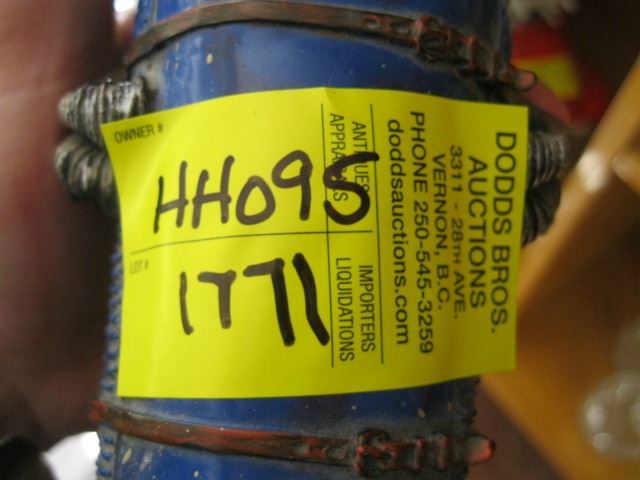 DODDS BROS.
AUCTIONS
3311 - 28TH AVE.
VERNON, B.C.
PHONE 250-545-3259
doddsauctions.com
ANTIQUES
APPRAISALS
IMPORTERS
LIQUIDATIONS
OWNER #
HH095
LOT #
1771